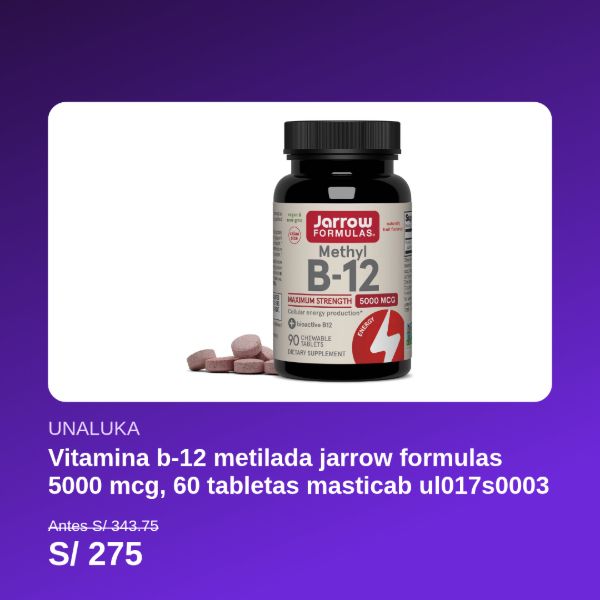 Jarrow
FORMULAS®
Methyl
B-12
MAXIMUM STRENGTH 5000 MCG
Cellular energy production*
+ bioactive B12
ENERGY
90 CHEWABLE
TABLETS
DIETARY SUPPLEMENT
UNALUKA
Vitamina b-12 metilada jarrow formulas
5000 mcg, 60 tabletas masticab ul017s0003
Antes S/ 343.75
S/ 275